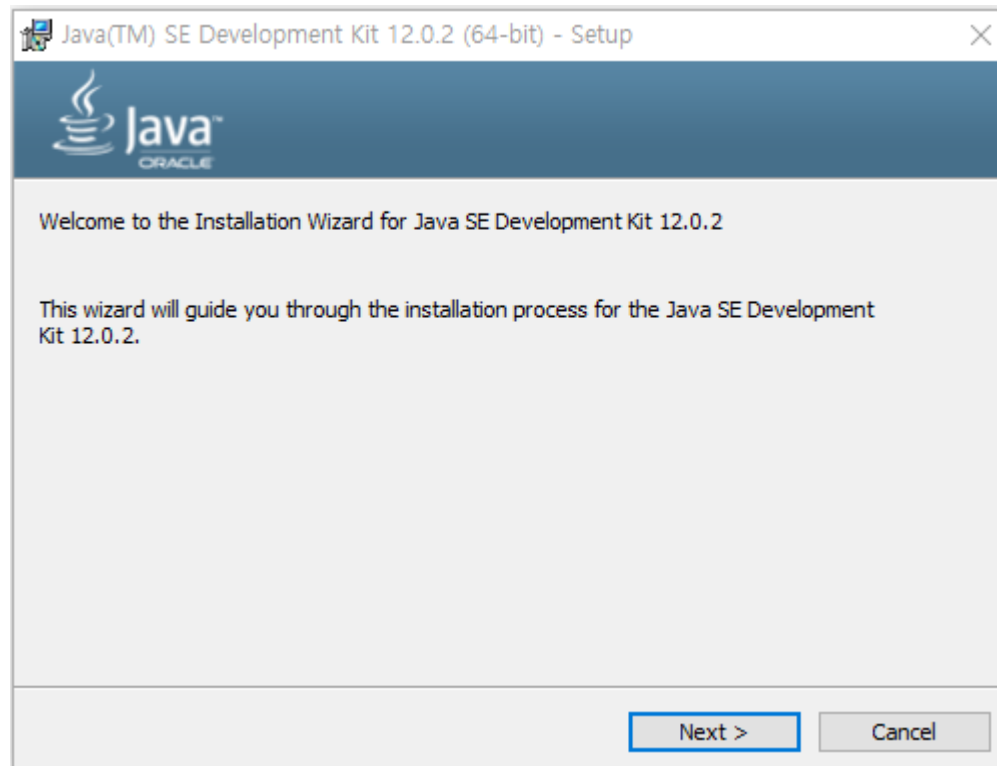 Java(TM) SE Development Kit 12.0.2 (64-bit) - Setup
Java™
ORACLE
Welcome to the Installation Wizard for Java SE Development Kit 12.0.2
This wizard will guide you through the installation process for the Java SE Development
Kit 12.0.2.
Next >
Cancel